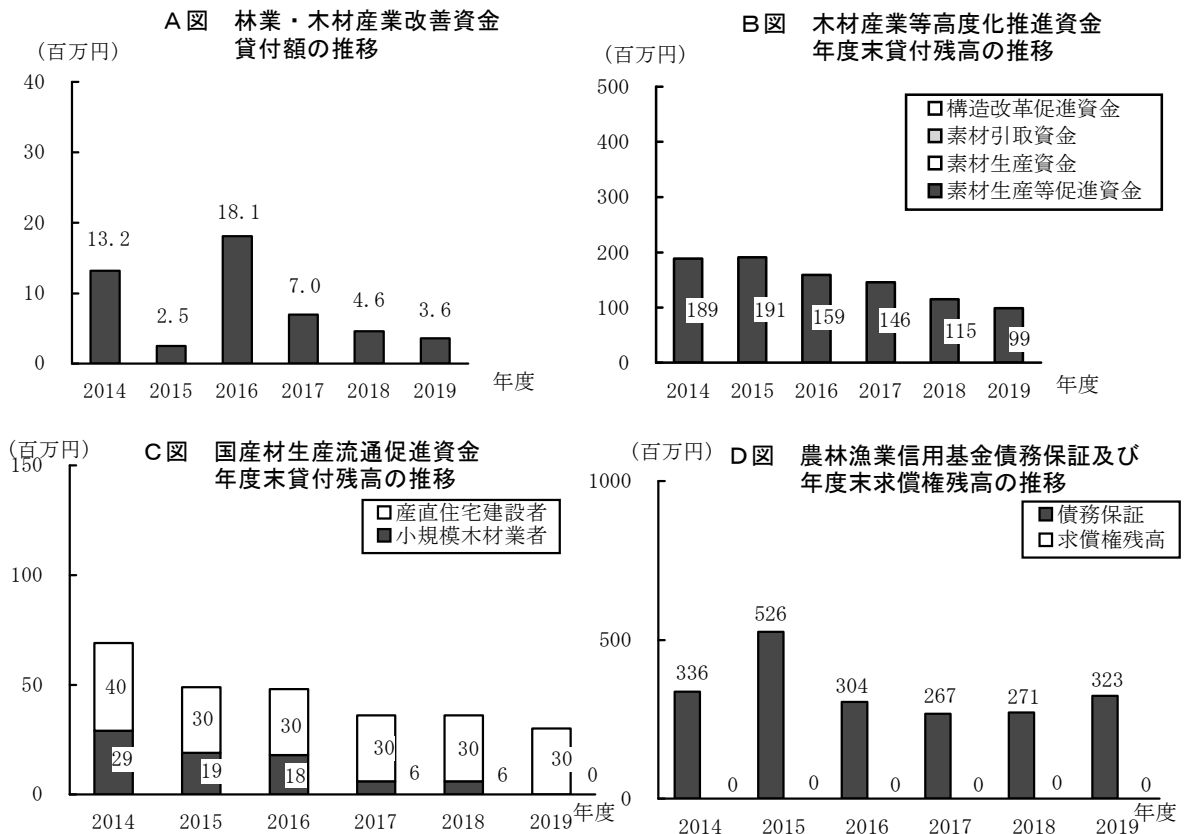 A図 林業・木材産業改善資金
貸付額の推移
(百万円)
40
30
20
10
0
13.2
2.5
18.1
7.0
4.6
3.6
2014 2015 2016 2017 2018 2019 年度
B図 木材産業等高度化推進資金
年度末貸付残高の推移
(百万円)
500
400
300
200
100
0
構造改革促進資金
素材引取資金
素材生産資金
素材生産等促進資金
189 191 159 146 115 99
2014 2015 2016 2017 2018 2019 年度
C図 国産材生産流通促進資金
年度末貸付残高の推移
(百万円)
150
100
50
0
産直住宅建設者
小規模木材業者
40 30 30 30 30 30
29 19 18 6 6 0
2014 2015 2016 2017 2018 2019 年度
D図 農林漁業信用基金債務保証及び
年度末求償権残高の推移
(百万円)
1000
500
0
債務保証
求償権残高
336 526 304 267 271 323
0 0 0 0 0 0
2014 2015 2016 2017 2018 2019 年度